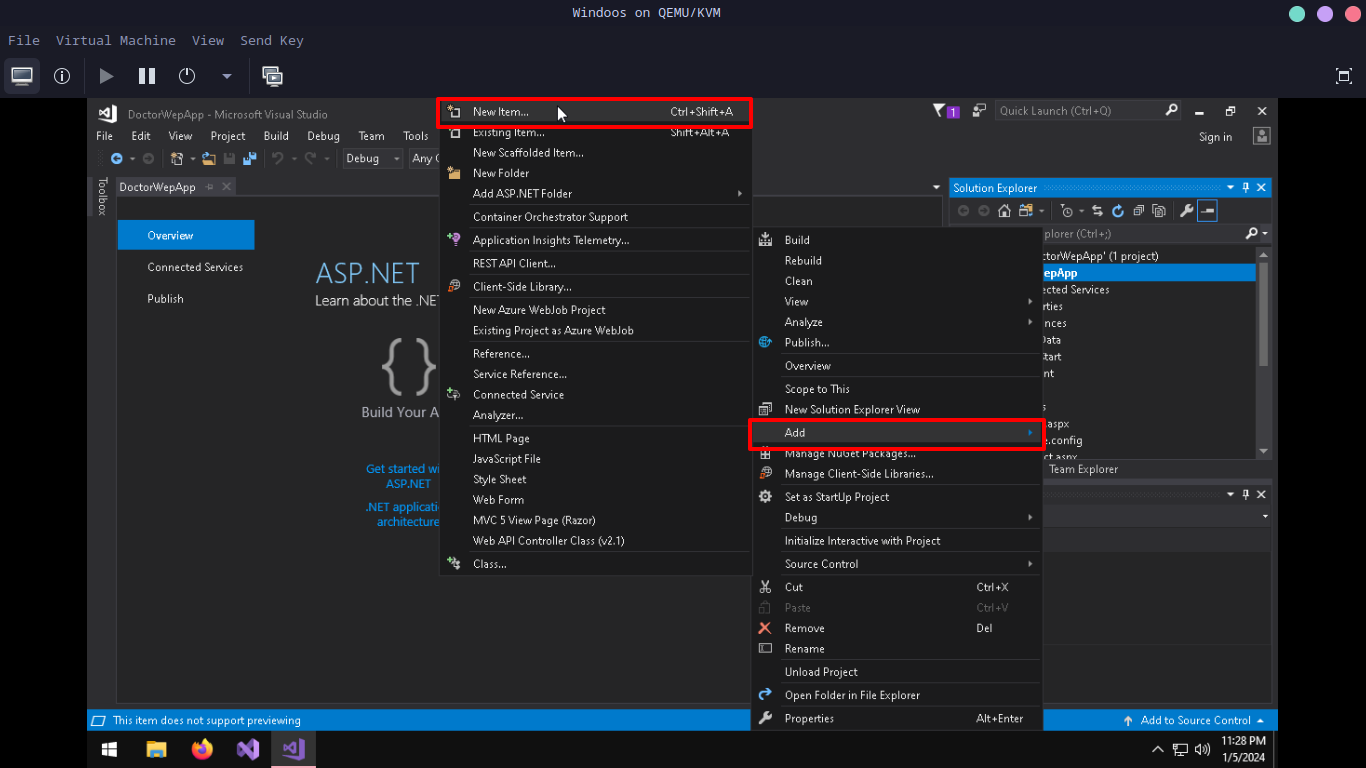 Windoos on QEMU/KVM
File Virtual Machine View Send Key
DoctorWepApp - Microsoft Visual Studio
1
Quick Launch (Ctrl+Q)
File Edit View Project Build Debug Team Tools
Sign in
Debug
Any C
Toolbox
DoctorWepApp
Overview
Connected Services
Publish
ASP.NET
Learn about the .NE
{}
Build Your A
Get started wi
ASP.NET
.NET applicati
architecture
New Item... Ctrl+Shift+A
Existing Item... Shift+Alt+A
New Scaffolded Item...
New Folder
Add ASP.NET Folder
Container Orchestrator Support
Application Insights Telemetry...
REST API Client...
Client-Side Library...
New Azure WebJob Project
Existing Project as Azure WebJob
Reference...
Service Reference...
Connected Service
Analyzer...
HTML Page
JavaScript File
Style Sheet
Web Form
MVC 5 View Page (Razor)
Web API Controller Class (v2.1)
Class...
Build
Rebuild
Clean
View
Analyze
Publish...
Overview
Scope to This
New Solution Explorer View
Add
Manage NuGet Packages...
Manage Client-Side Libraries...
Set as StartUp Project
Debug
Initialize Interactive with Project
Source Control
Cut Ctrl+X
Paste Ctrl+V
Remove Del
Rename
Unload Project
Open Folder in File Explorer
Properties Alt+Enter
Solution Explorer
plorer (Ctrl+;)
ctorWepApp' (1 project)
epApp
ected Services
erties
ences
Data
tart
nt
s
.aspx
e.config
ct.aspx
Team Explorer
This item does not support previewing
Add to Source Control
11:28 PM
1/5/2024